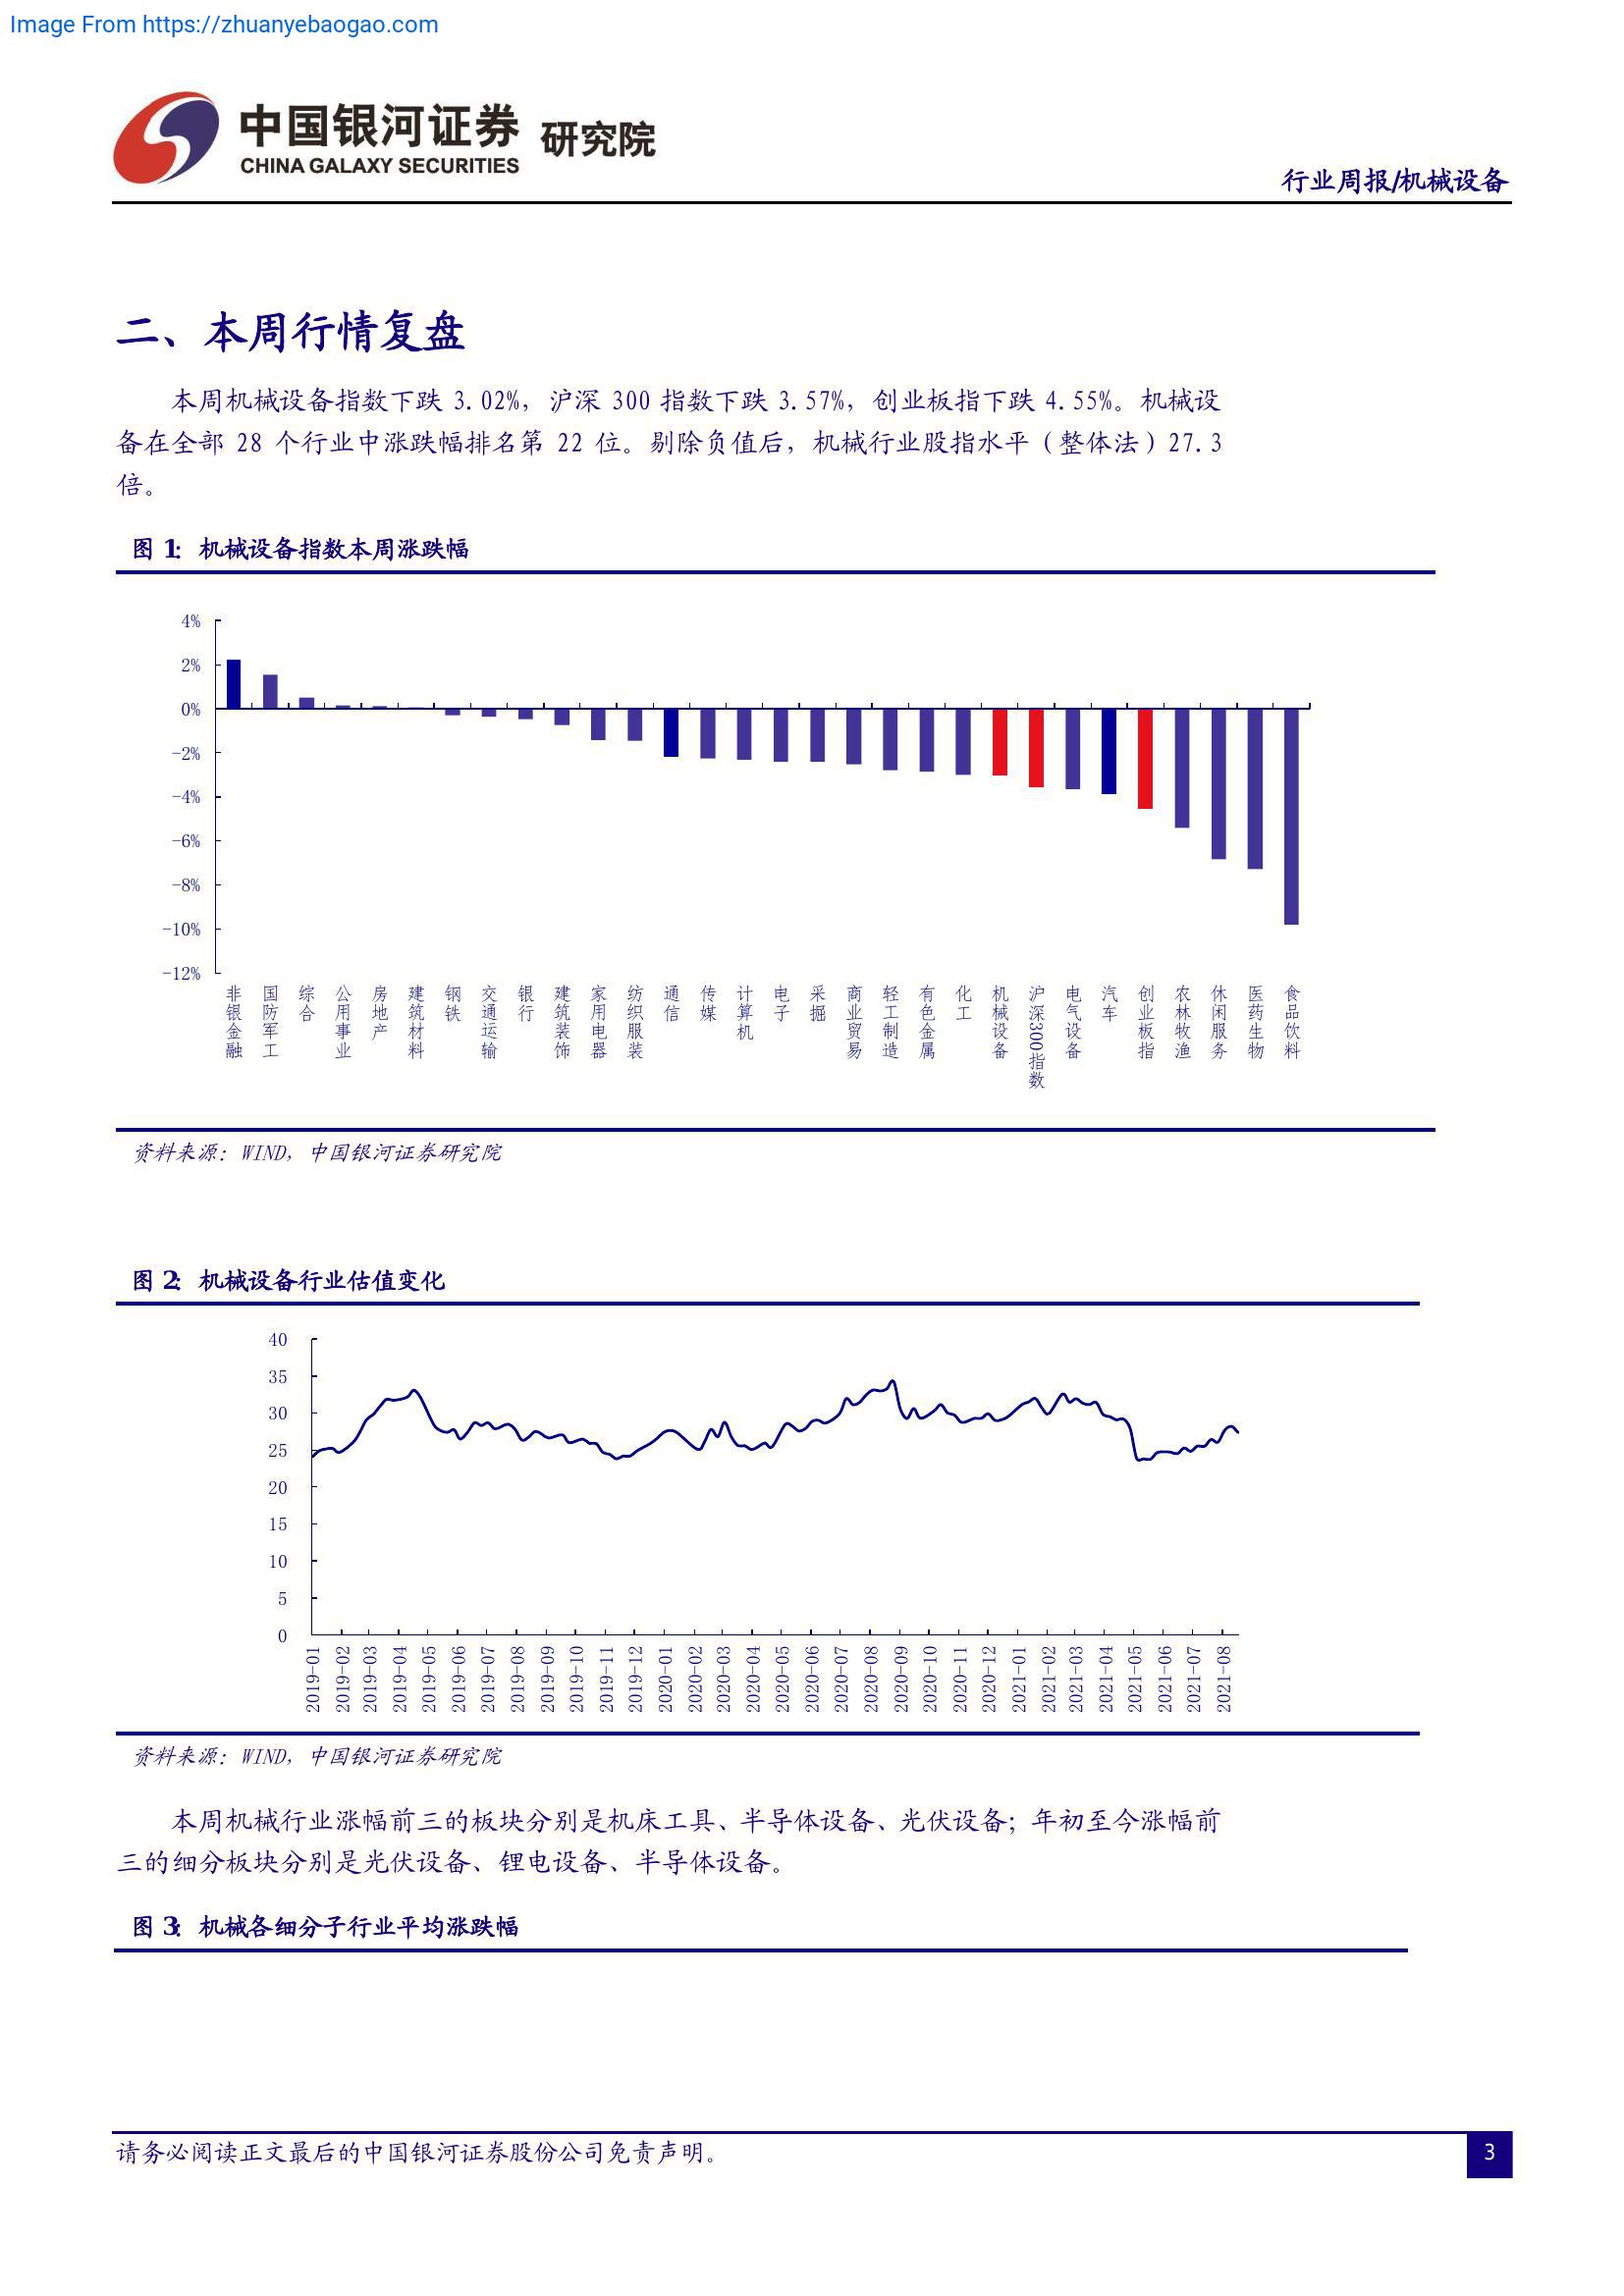 Image From https://zhuanyebaogao.com
中国银河证券 研究院
CHINA GALAXY SECURITIES
行业周报/机械设备
二、本周行情复盘
本周机械设备指数下跌 3.02%，沪深 300 指数下跌 3.57%，创业板指下跌 4.55%。机械设
备在全部 28 个行业中涨跌幅排名第 22 位。剔除负值后，机械行业股指水平（整体法）27.3
倍。
图 1：机械设备指数本周涨跌幅
4%
2%
0%
-2%
-4%
-6%
-8%
-10%
-12%
非银金融
国防军工
综合
公用事业
房地产
建筑材料
钢铁
交通运输
银行
建筑装饰
家用电器
纺织服装
通信
传媒
计算机
电子
采掘
商业贸易
轻工制造
有色金属
化工
机械设备
沪深300指数
电气设备
汽车
创业板指
农林牧渔
休闲服务
医药生物
食品饮料
资料来源：WIND，中国银河证券研究院
图 2：机械设备行业估值变化
40
35
30
25
20
15
10
5
0
2019-01
2019-02
2019-03
2019-04
2019-05
2019-06
2019-07
2019-08
2019-09
2019-10
2019-11
2019-12
2020-01
2020-02
2020-03
2020-04
2020-05
2020-06
2020-07
2020-08
2020-09
2020-10
2020-11
2020-12
2021-01
2021-02
2021-03
2021-04
2021-05
2021-06
2021-07
2021-08
资料来源：WIND，中国银河证券研究院
本周机械行业涨幅前三的板块分别是机床工具、半导体设备、光伏设备；年初至今涨幅前
三的细分板块分别是光伏设备、锂电设备、半导体设备。
图 3：机械各细分子行业平均涨跌幅
请务必阅读正文最后的中国银河证券股份公司免责声明。
3